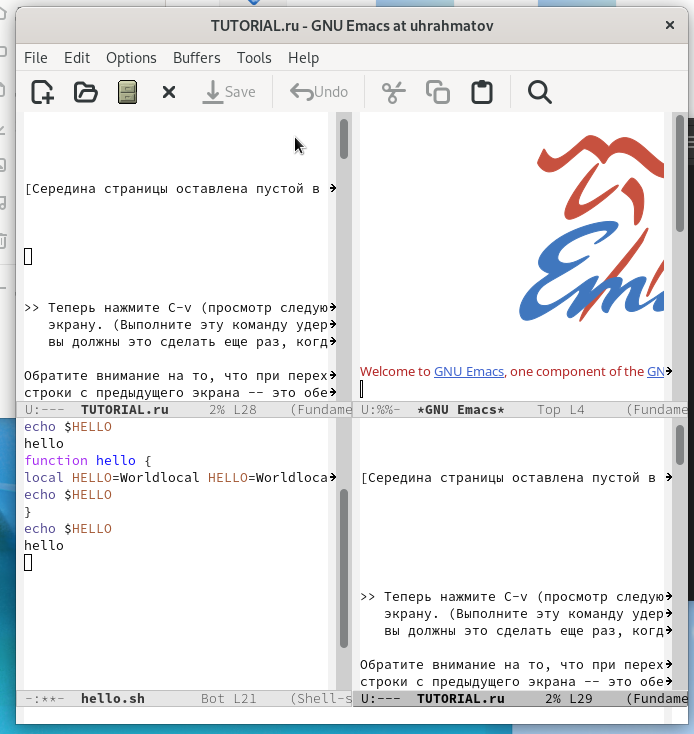 TUTORIAL.ru - GNU Emacs at uhrahmatov
File Edit Options Buffers Tools Help
Save Undo
[Середина страницы оставлена пустой в
>> Теперь нажмите C-v (просмотр следую
экрану. (Выполните эту команду удер
вы должны это сделать еще раз, когд
Обратите внимание на то, что при перех
строки с предыдущего экрана -- это обе
U:--- TUTORIAL.ru 2% L28 (Fundame
Em
Welcome to GNU Emacs, one component of the GN
U:%%- *GNU Emacs* Top L4 (Fundame
echo $HELLO
hello
function hello {
local HELLO=Worldlocal HELLO=Worldloca
echo $HELLO
}
echo $HELLO
hello
-:**- hello.sh Bot L21 (Shell-s
[Середина страницы оставлена пустой в
>> Теперь нажмите C-v (просмотр следую
экрану. (Выполните эту команду удер
вы должны это сделать еще раз, когд
Обратите внимание на то, что при перех
строки с предыдущего экрана -- это обе
U:--- TUTORIAL.ru 2% L29 (Fundame